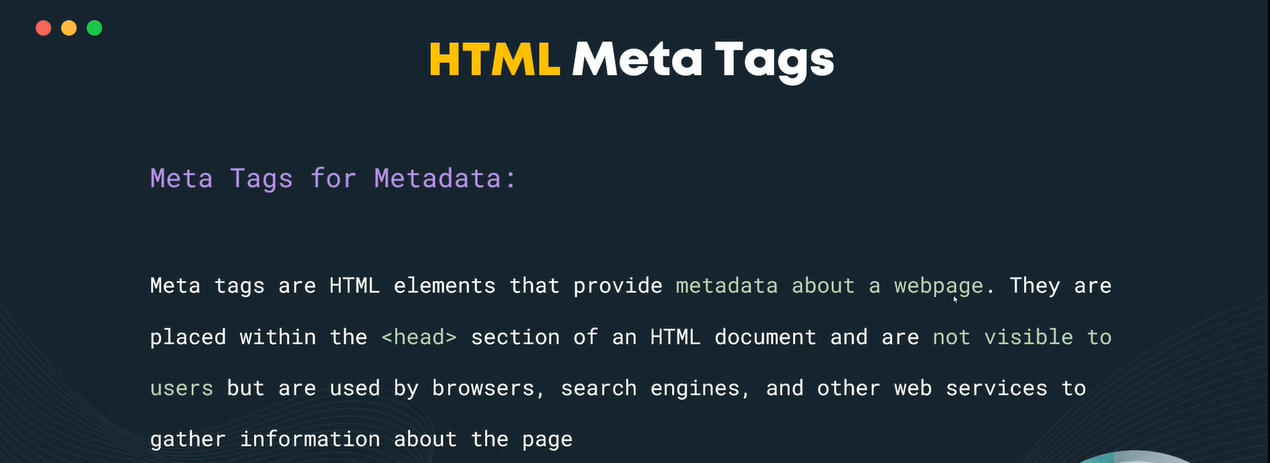 HTML Meta Tags
Meta Tags for Metadata:
Meta tags are HTML elements that provide metadata about a webpage. They are
placed within the <head> section of an HTML document and are not visible to
users but are used by browsers, search engines, and other web services to
gather information about the page